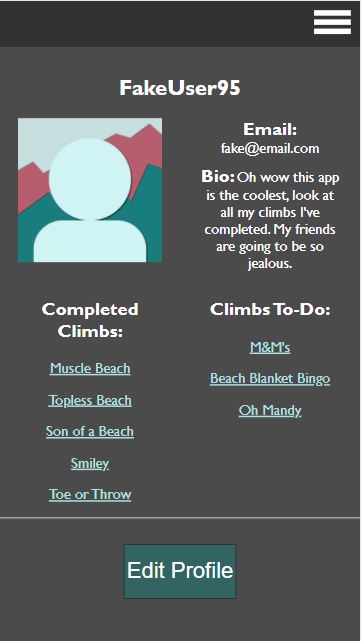 FakeUser95
Email:
fake@email.com
Bio: Oh wow this app
is the coolest, look at
all my climbs I've
completed. My friends
are going to be so
jealous.
Completed
Climbs:
Muscle Beach
Topless Beach
Son of a Beach
Smiley
Toe or Throw
Climbs To-Do:
M&M's
Beach Blanket Bingo
Oh Mandy
Edit Profile